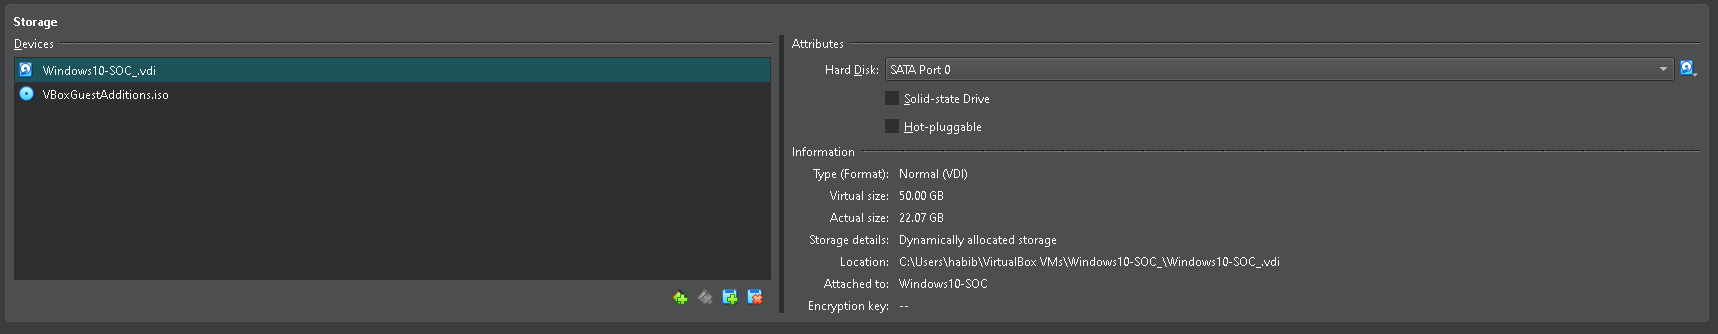 Storage
Devices
Windows10-SOC_.vdi
VBoxGuestAdditions.iso
Attributes
Hard Disk: SATA Port 0
Solid-state Drive
Hot-pluggable
Information
Type (Format): Normal (VDI)
Virtual size: 50.00 GB
Actual size: 22.07 GB
Storage details: Dynamically allocated storage
Location: C:\Users\habib\VirtualBox VMs\Windows10-SOC_\Windows10-SOC_.vdi
Attached to: Windows10-SOC
Encryption key: --